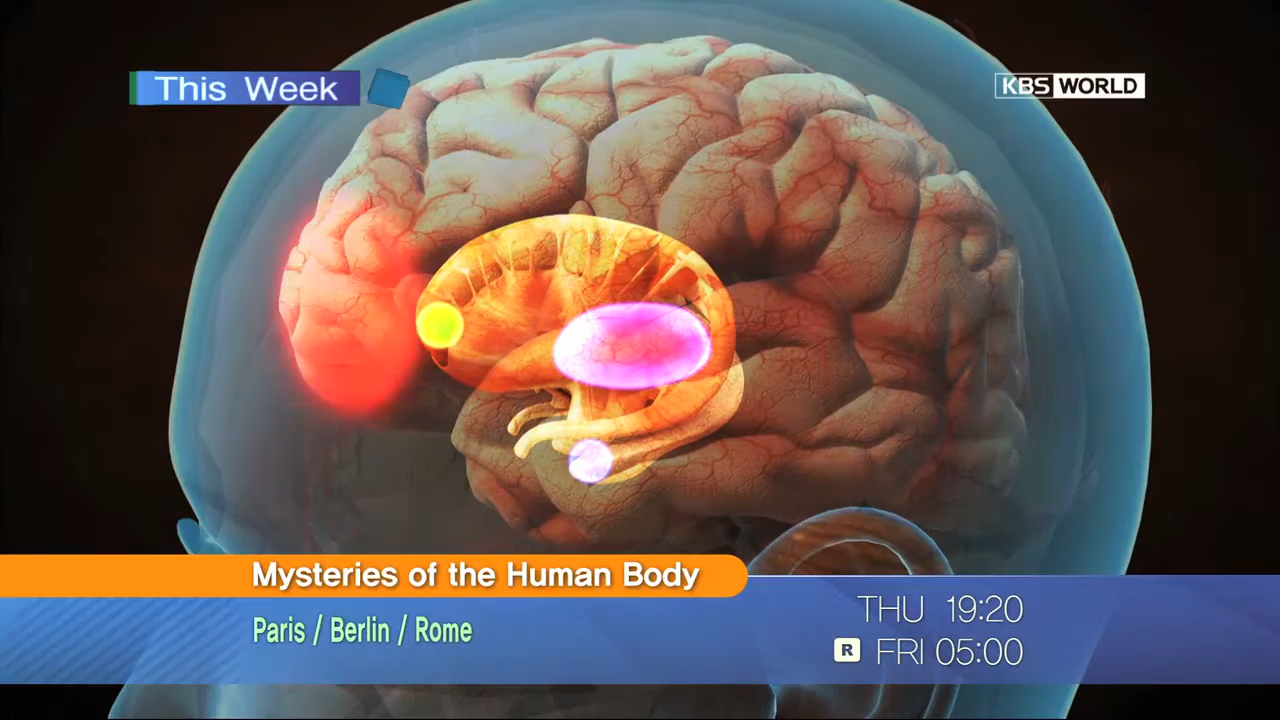 This Week
KBS WORLD
Mysteries of the Human Body
Paris / Berlin / Rome
THU 19:20
R FRI 05:00